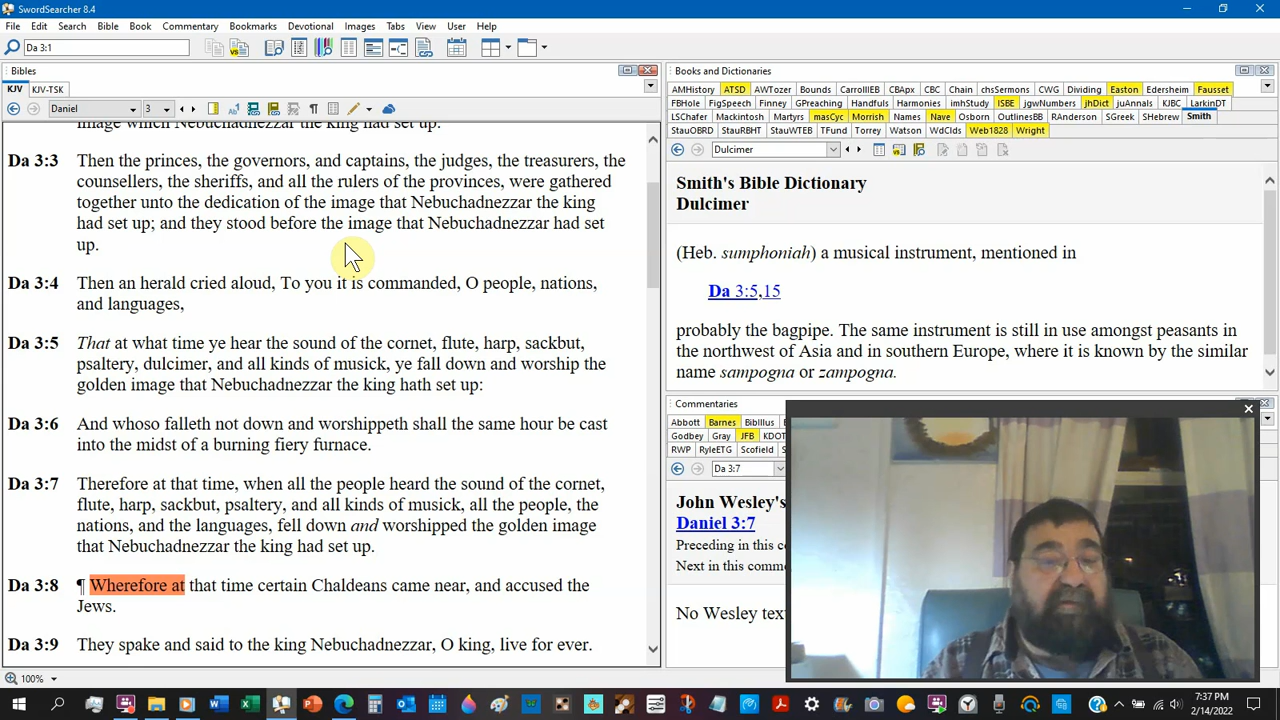 SwordSearcher 8.4
File Edit Search Bible Book Commentary Bookmarks Devotional Images Tabs View User Help
Da 3:1
Bibles
KJV KJV-TSK
Daniel 3
image which Nebuchadnezzar the king had set up.
Da 3:3 Then the princes, the governors, and captains, the judges, the treasurers, the
counsellers, the sheriffs, and all the rulers of the provinces, were gathered
together unto the dedication of the image that Nebuchadnezzar the king
had set up; and they stood before the image that Nebuchadnezzar had set
up.
Da 3:4 Then an herald cried aloud, To you it is commanded, O people, nations,
and languages,
Da 3:5 That at what time ye hear the sound of the cornet, flute, harp, sackbut,
psaltery, dulcimer, and all kinds of musick, ye fall down and worship the
golden image that Nebuchadnezzar the king hath set up:
Da 3:6 And whoso falleth not down and worshippeth shall the same hour be cast
into the midst of a burning fiery furnace.
Da 3:7 Therefore at that time, when all the people heard the sound of the cornet,
flute, harp, sackbut, psaltery, and all kinds of musick, all the people, the
nations, and the languages, fell down and worshipped the golden image
that Nebuchadnezzar the king had set up.
Da 3:8 ¶ Wherefore at that time certain Chaldeans came near, and accused the
Jews.
Da 3:9 They spake and said to the king Nebuchadnezzar, O king, live for ever.
100%
Books and Dictionaries
AMHistory ATSD AWTozer Bounds CarrollEIB CBApx CBC Chain chsSermons CWG Dividing Easton Edersheim Fausset
FBHole FigSpeech Finney GPreaching Handfuls Harmonies imhStudy ISBE jgwNumbers jhDict juAnnals KJBC LarkinDT
LSChafer Mackintosh Martyrs masCyc Morrish Nave Osborn OutlinesBB RAnderson SGreek SHebrew Smith
StauOBRD StauRBHT StauWTEB TFund Torrey Watson WdClds Web1828 Wright
Dulcimer
Smith's Bible Dictionary
Dulcimer
(Heb. sumphoniah) a musical instrument, mentioned in
Da 3:5,15
probably the bagpipe. The same instrument is still in use amongst peasants in
the northwest of Asia and in southern Europe, where it is known by the similar
name sampogna or zampogna.
Commentaries
Abbott Barnes BibIllus
Godbey Gray JFB KDOT
RWP RyleETG Scofield
Da 3:7
John Wesley's
Daniel 3:7
Preceding in this
Next in this
No Wesley
7:37 PM
2/14/2022